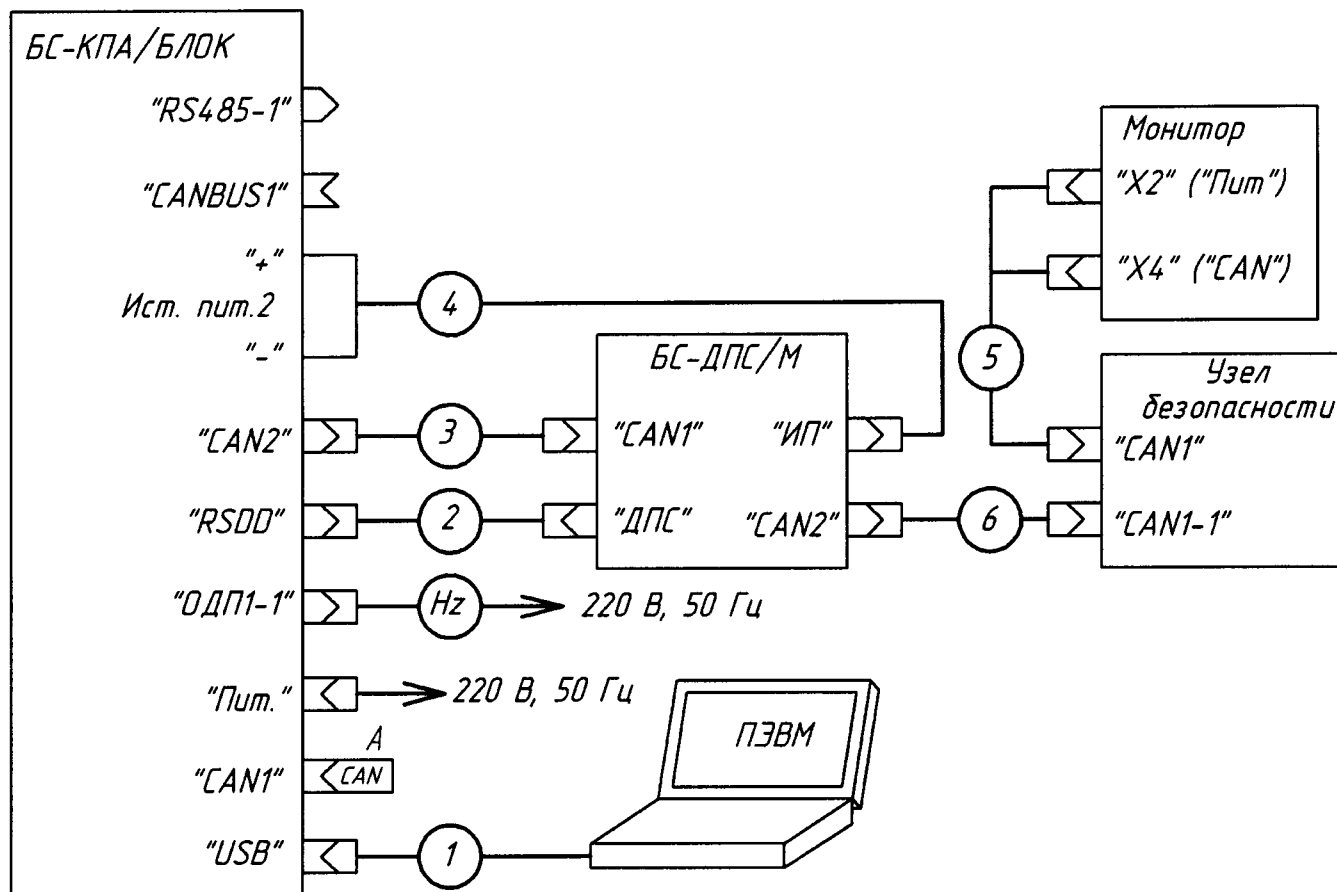 БС-КПА/БЛОК
"RS485-1"
"CANBUS1"
"+"
Ист. пит.2
"-"
"CAN2"
"RSDD"
"ОДП1-1"
"Пит."
"CAN1"
"USB"
4
3
2
Hz
220 В, 50 Гц
220 В, 50 Гц
А
CAN
1
ПЭВМ
БС-ДПС/М
"CAN1"
"ИП"
"ДПС"
"CAN2"
5
6
Монитор
"X2" ("Пит")
"X4" ("CAN")
Узел
безопасности
"CAN1"
"CAN1-1"